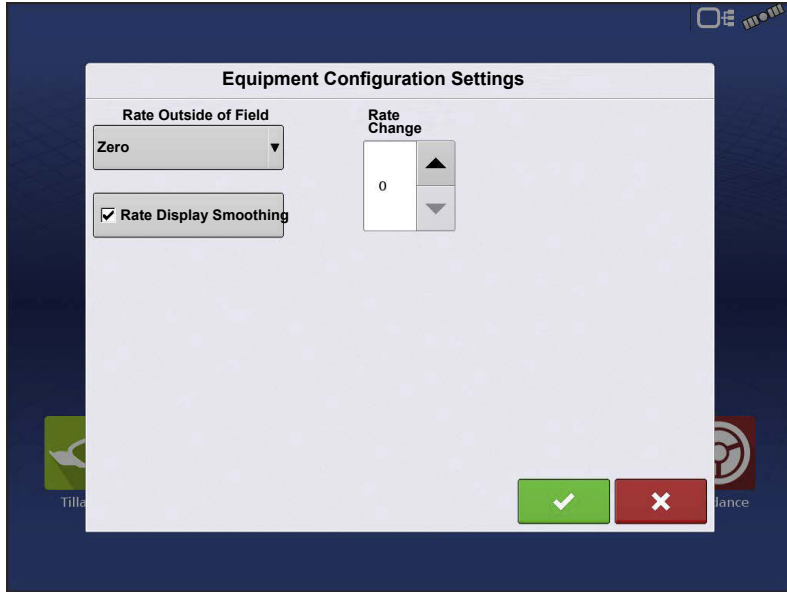 Equipment Configuration Settings
Rate Outside of Field
Zero
Rate Display Smoothing
Rate
Change
0
Tilla
dance